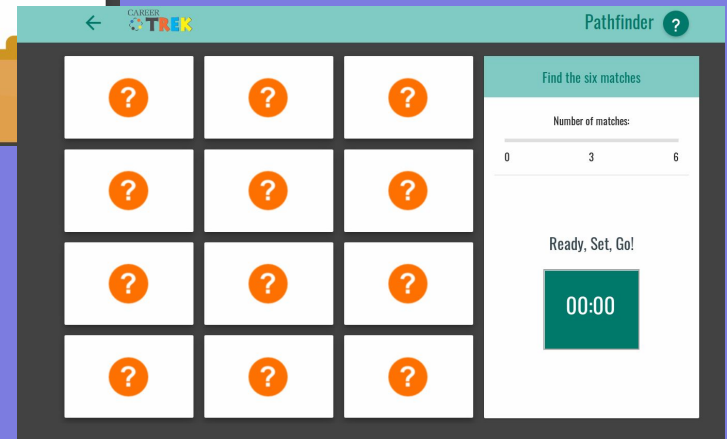 CAREER
TREK
Pathfinder ?
? ? ?
? ? ?
? ? ?
? ? ?
Find the six matches
Number of matches:
0 3 6
Ready, Set, Go!
00:00